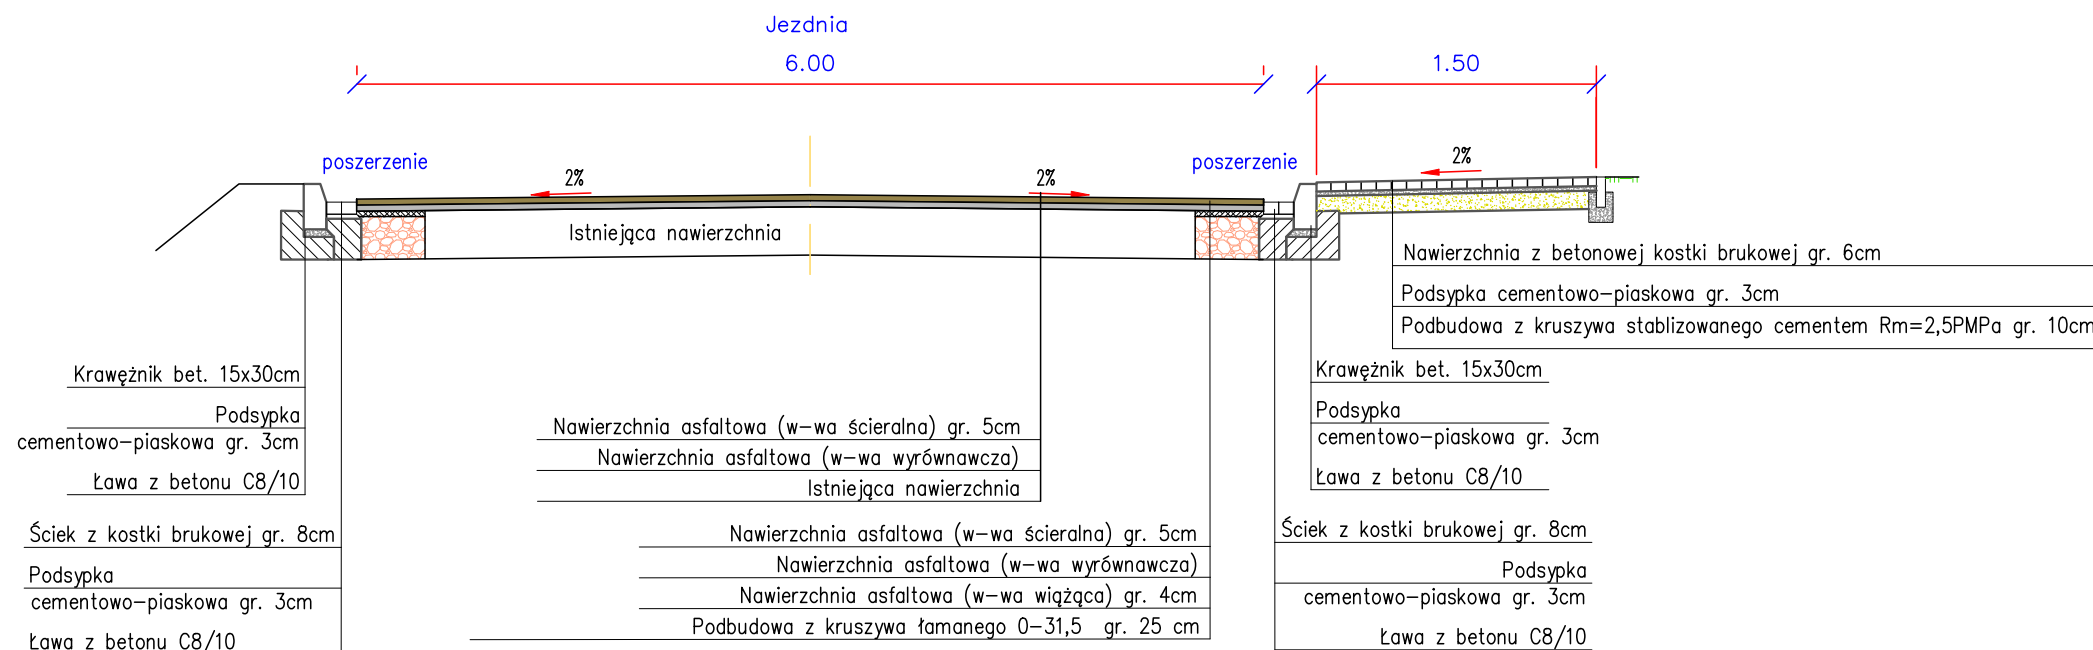 Jezdnia
6.00
1.50
poszerzenie
poszerzenie
2%
2%
2%
Istniejąca nawierzchnia
Nawierzchnia z betonowej kostki brukowej gr. 6cm
Podsypka cementowo-piaskowa gr. 3cm
Podbudowa z kruszywa stablizowanego cementem Rm=2,5PMPa gr. 10cm
Krawężnik bet. 15x30cm
Podsypka
cementowo-piaskowa gr. 3cm
Ława z betonu C8/10
Ściek z kostki brukowej gr. 8cm
Podsypka
cementowo-piaskowa gr. 3cm
Ława z betonu C8/10
Nawierzchnia asfaltowa (w-wa ścieralna) gr. 5cm
Nawierzchnia asfaltowa (w-wa wyrównawcza)
Istniejąca nawierzchnia
Nawierzchnia asfaltowa (w-wa ścieralna) gr. 5cm
Nawierzchnia asfaltowa (w-wa wyrównawcza)
Nawierzchnia asfaltowa (w-wa wiążąca) gr. 4cm
Podbudowa z kruszywa łamanego 0-31,5 gr. 25 cm
Krawężnik bet. 15x30cm
Podsypka
cementowo-piaskowa gr. 3cm
Ława z betonu C8/10
Ściek z kostki brukowej gr. 8cm
Podsypka
cementowo-piaskowa gr. 3cm
Ława z betonu C8/10